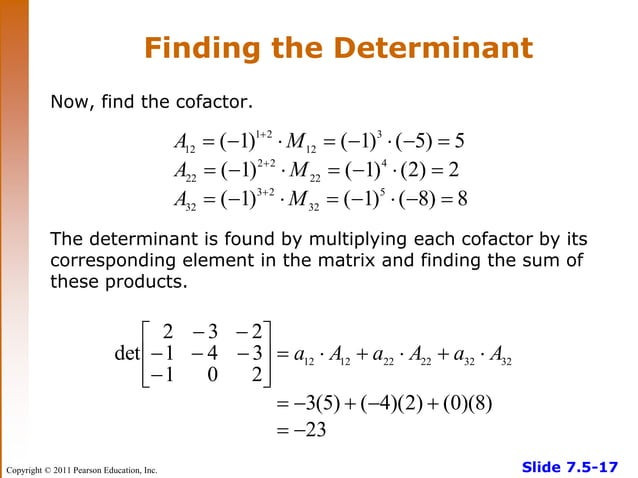 Finding the Determinant
Now, find the cofactor.
A₁₂ = (−1)¹⁺² · M₁₂ = (−1)³ · (−5) = 5
A₂₂ = (−1)²⁺² · M₂₂ = (−1)⁴ · (2) = 2
A₃₂ = (−1)³⁺² · M₃₂ = (−1)⁵ · (−8) = 8
The determinant is found by multiplying each cofactor by its
corresponding element in the matrix and finding the sum of
these products.
2 −3 −2
det[−1 −4 −3] = a₁₂ · A₁₂ + a₂₂ · A₂₂ + a₃₂ · A₃₂
−1 0 2
= −3(5) + (−4)(2) + (0)(8)
= −23
Copyright © 2011 Pearson Education, Inc.
Slide 7.5-17